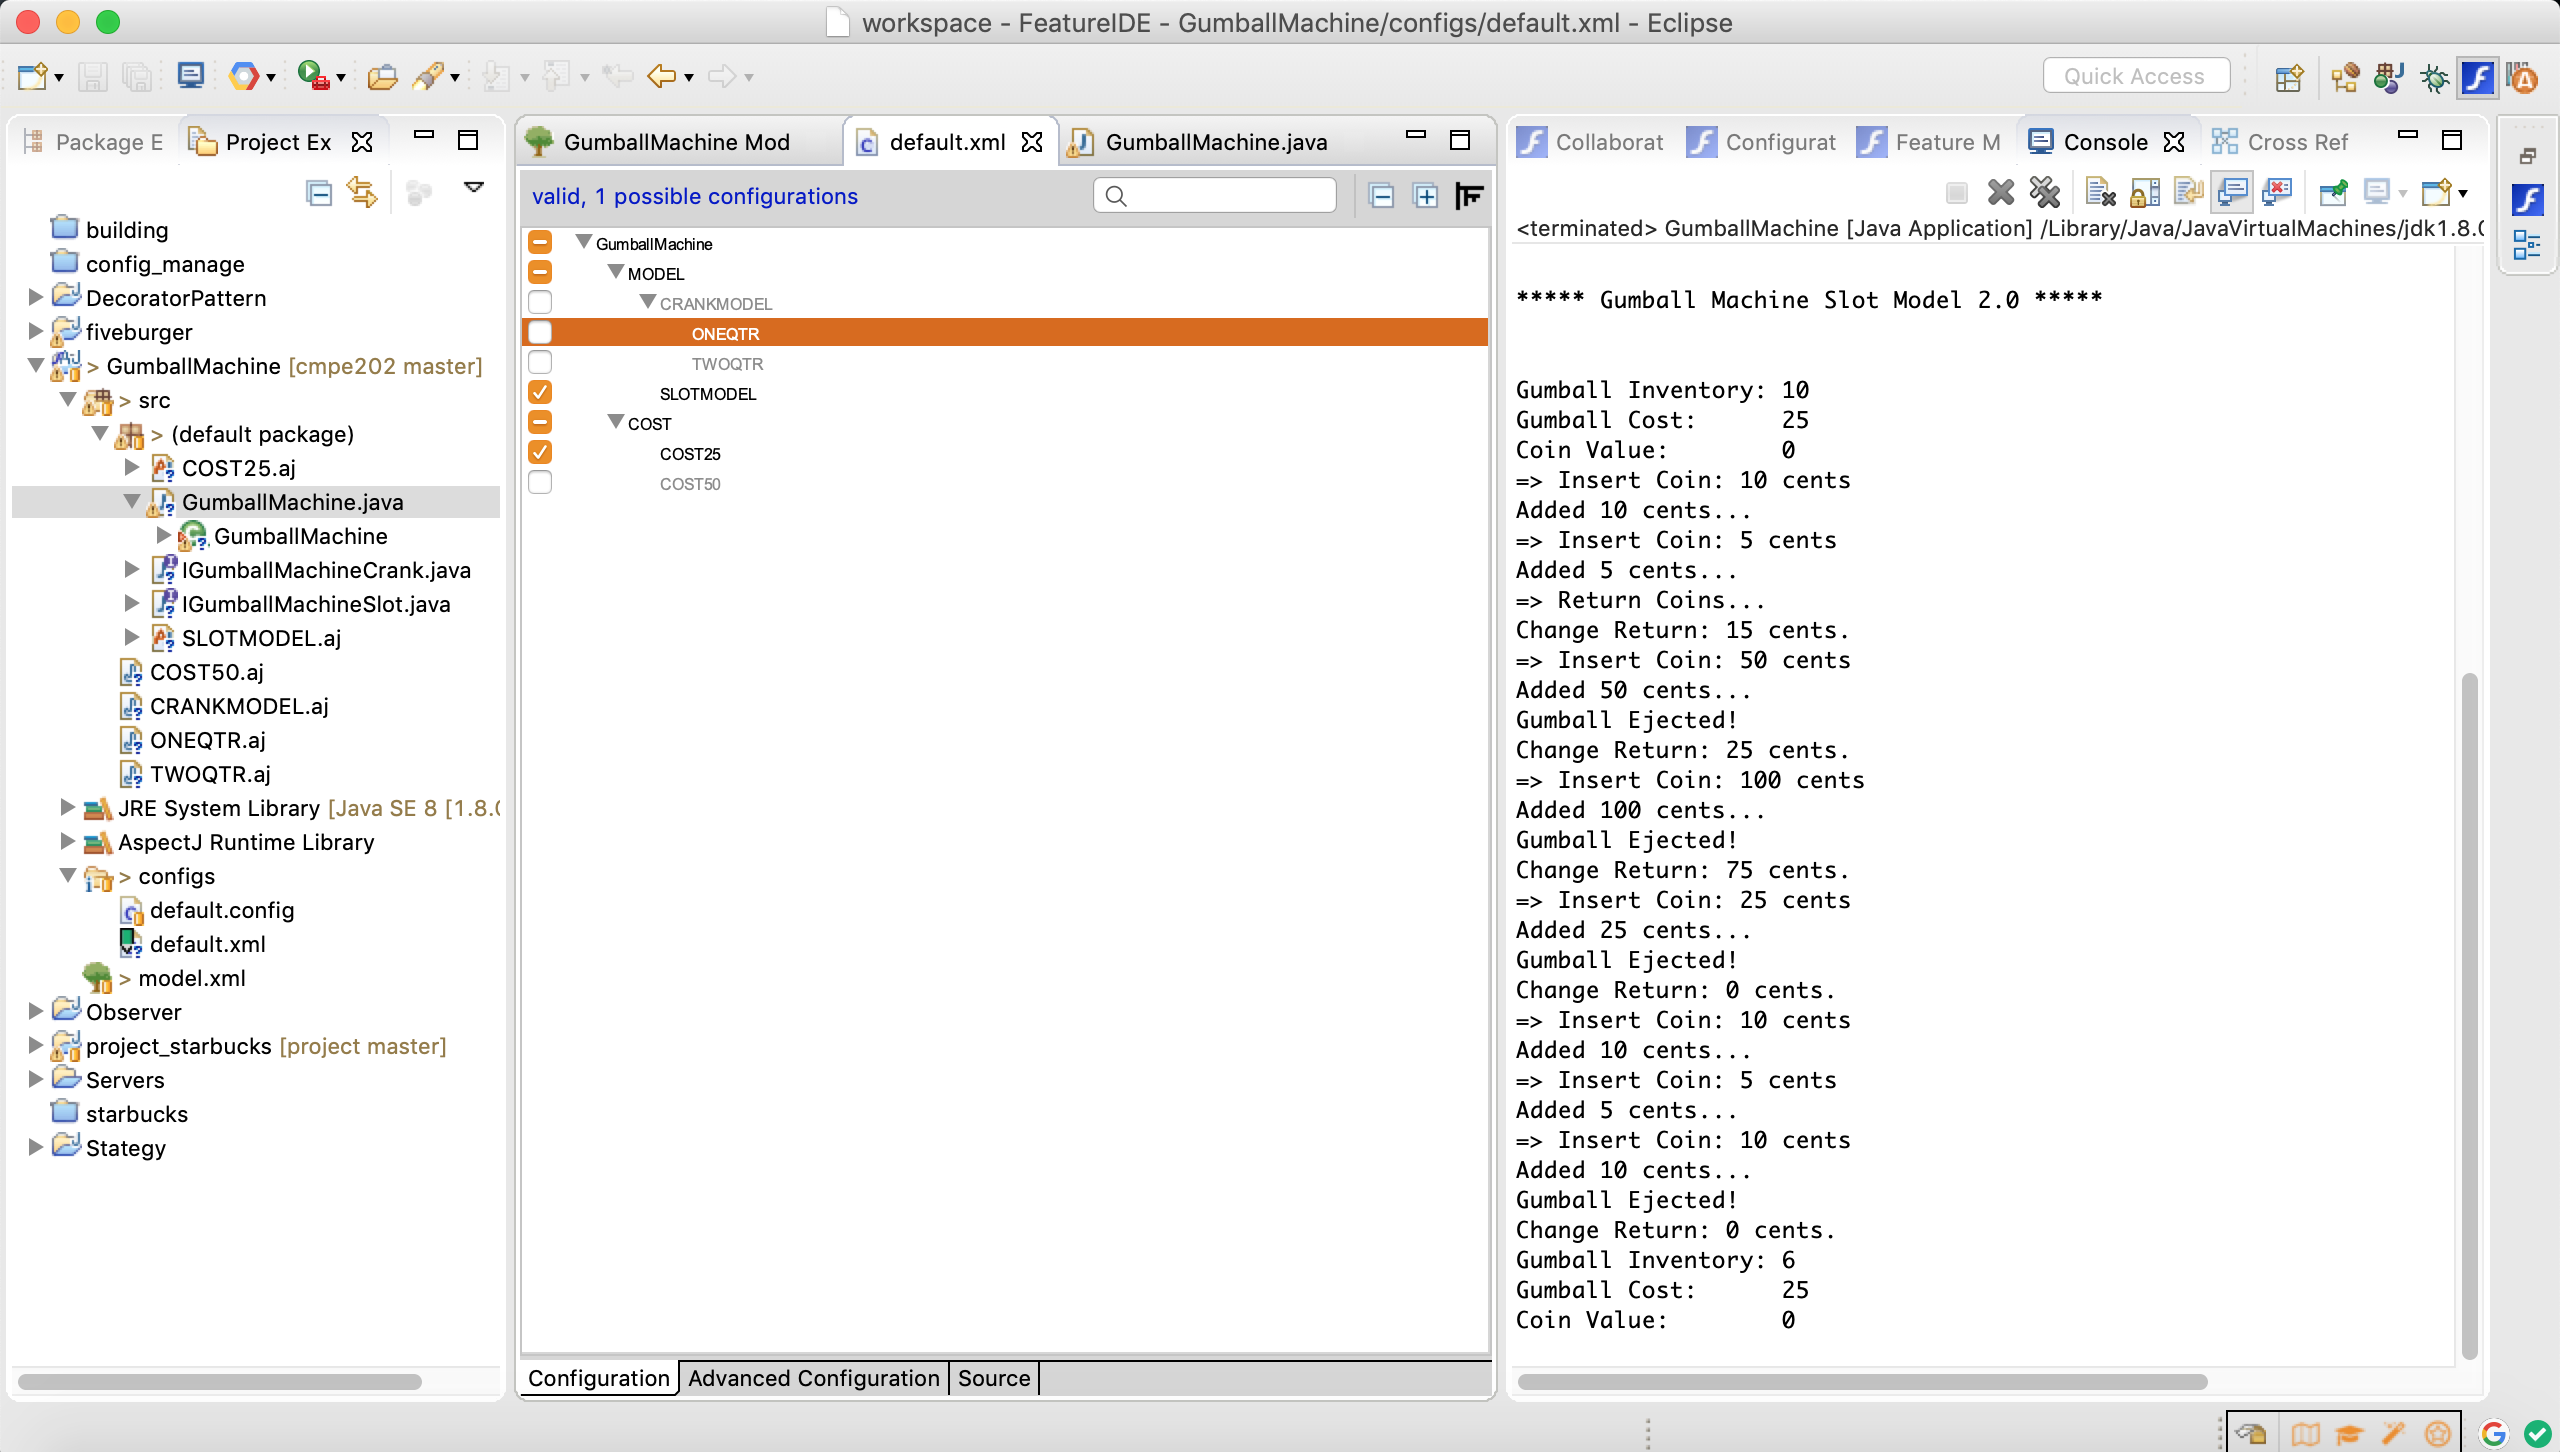 workspace - FeatureIDE - GumballMachine/configs/default.xml - Eclipse
Quick Access
Package E
Project Ex
building
config_manage
DecoratorPattern
fiveburger
> GumballMachine [cmpe202 master]
> src
> (default package)
COST25.aj
GumballMachine.java
GumballMachine
IGumballMachineCrank.java
IGumballMachineSlot.java
SLOTMODEL.aj
COST50.aj
CRANKMODEL.aj
ONEQTR.aj
TWOQTR.aj
JRE System Library [Java SE 8 [1.8.0
AspectJ Runtime Library
> configs
default.config
default.xml
> model.xml
Observer
project_starbucks [project master]
Servers
starbucks
Stategy
GumballMachine Mod
default.xml
GumballMachine.java
valid, 1 possible configurations
GumballMachine
MODEL
CRANKMODEL
ONEQTR
TWOQTR
SLOTMODEL
COST
COST25
COST50
Configuration
Advanced Configuration
Source
Collaborat
Configurat
Feature M
Console
Cross Ref
<terminated> GumballMachine [Java Application] /Library/Java/JavaVirtualMachines/jdk1.8.0
***** Gumball Machine Slot Model 2.0 *****
Gumball Inventory: 10
Gumball Cost: 25
Coin Value: 0
=> Insert Coin: 10 cents
Added 10 cents...
=> Insert Coin: 5 cents
Added 5 cents...
=> Return Coins...
Change Return: 15 cents.
=> Insert Coin: 50 cents
Added 50 cents...
Gumball Ejected!
Change Return: 25 cents.
=> Insert Coin: 100 cents
Added 100 cents...
Gumball Ejected!
Change Return: 75 cents.
=> Insert Coin: 25 cents
Added 25 cents...
Gumball Ejected!
Change Return: 0 cents.
=> Insert Coin: 10 cents
Added 10 cents...
=> Insert Coin: 5 cents
Added 5 cents...
=> Insert Coin: 10 cents
Added 10 cents...
Gumball Ejected!
Change Return: 0 cents.
Gumball Inventory: 6
Gumball Cost: 25
Coin Value: 0